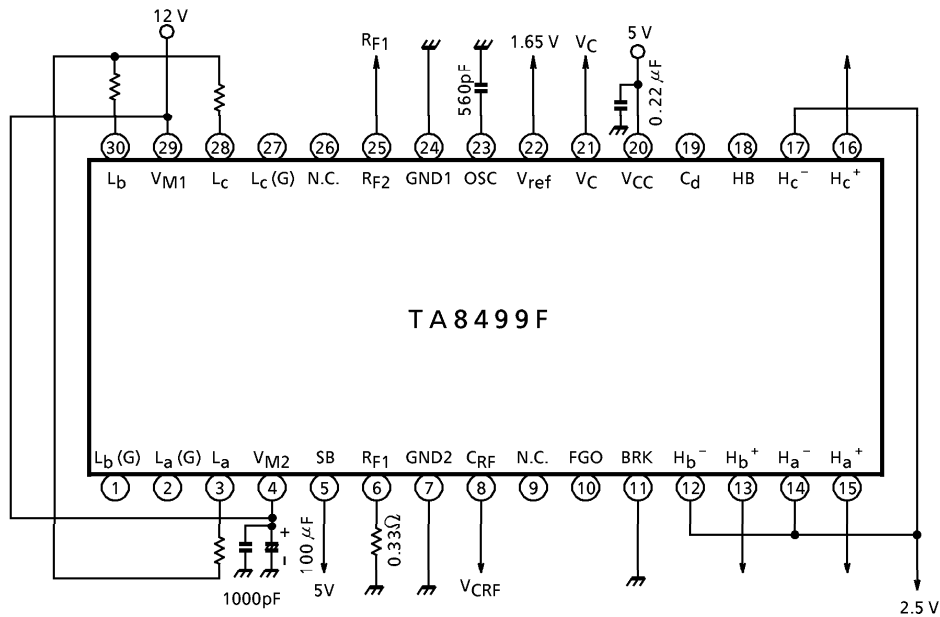 12 V
R_F1
1.65 V
V_C
5 V
560pF
0.22 μF
30 29 28 27 26 25 24 23 22 21 20 19 18 17 16
L_b V_M1 L_c L_c (G) N.C. R_F2 GND1 OSC V_ref V_C V_CC C_d HB H_c⁻ H_c⁺
TA8499F
L_b (G) L_a (G) L_a V_M2 SB R_F1 GND2 C_RF N.C. FGO BRK H_b⁻ H_b⁺ H_a⁻ H_a⁺
1 2 3 4 5 6 7 8 9 10 11 12 13 14 15
+
-
100 μF
0.33Ω
1000pF
5V
V_CRF
2.5 V